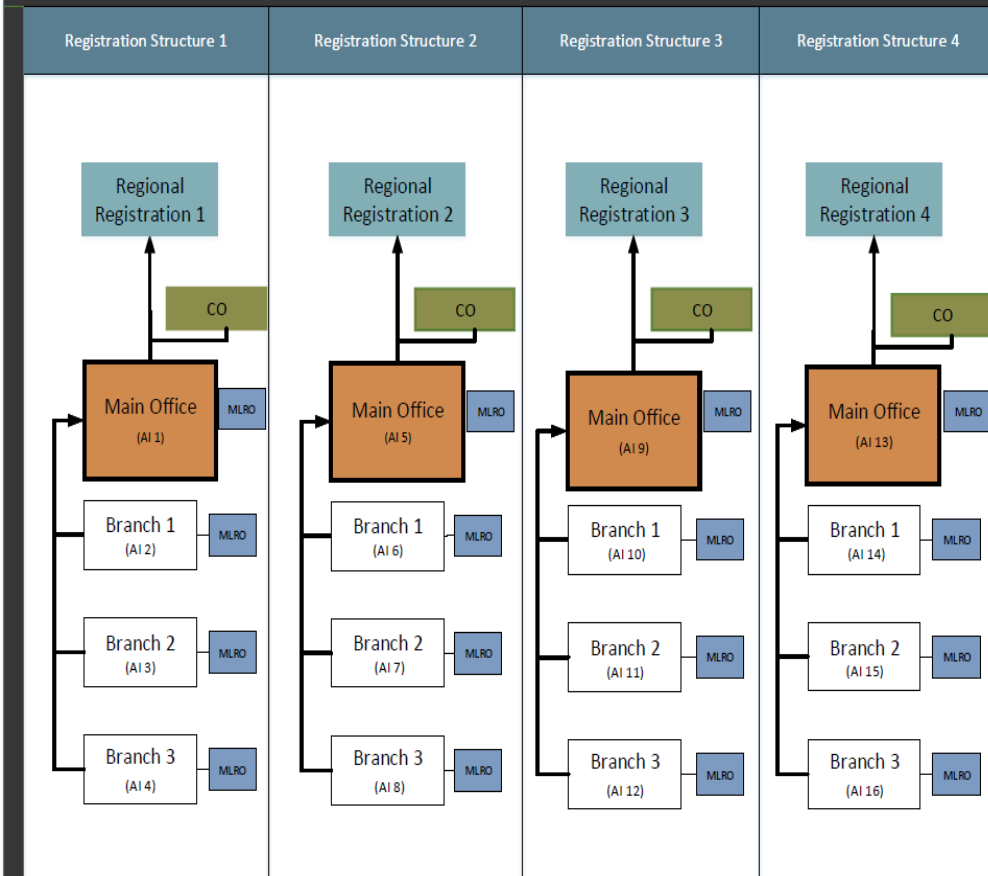 Registration Structure 1
Registration Structure 2
Registration Structure 3
Registration Structure 4
Regional
Registration 1
CO
Main Office
(AI 1)
MLRO
Branch 1
(AI 2)
MLRO
Branch 2
(AI 3)
MLRO
Branch 3
(AI 4)
MLRO
Regional
Registration 2
CO
Main Office
(AI 5)
MLRO
Branch 1
(AI 6)
MLRO
Branch 2
(AI 7)
MLRO
Branch 3
(AI 8)
MLRO
Regional
Registration 3
CO
Main Office
(AI 9)
MLRO
Branch 1
(AI 10)
MLRO
Branch 2
(AI 11)
MLRO
Branch 3
(AI 12)
MLRO
Regional
Registration 4
CO
Main Office
(AI 13)
MLRO
Branch 1
(AI 14)
MLRO
Branch 2
(AI 15)
MLRO
Branch 3
(AI 16)
MLRO